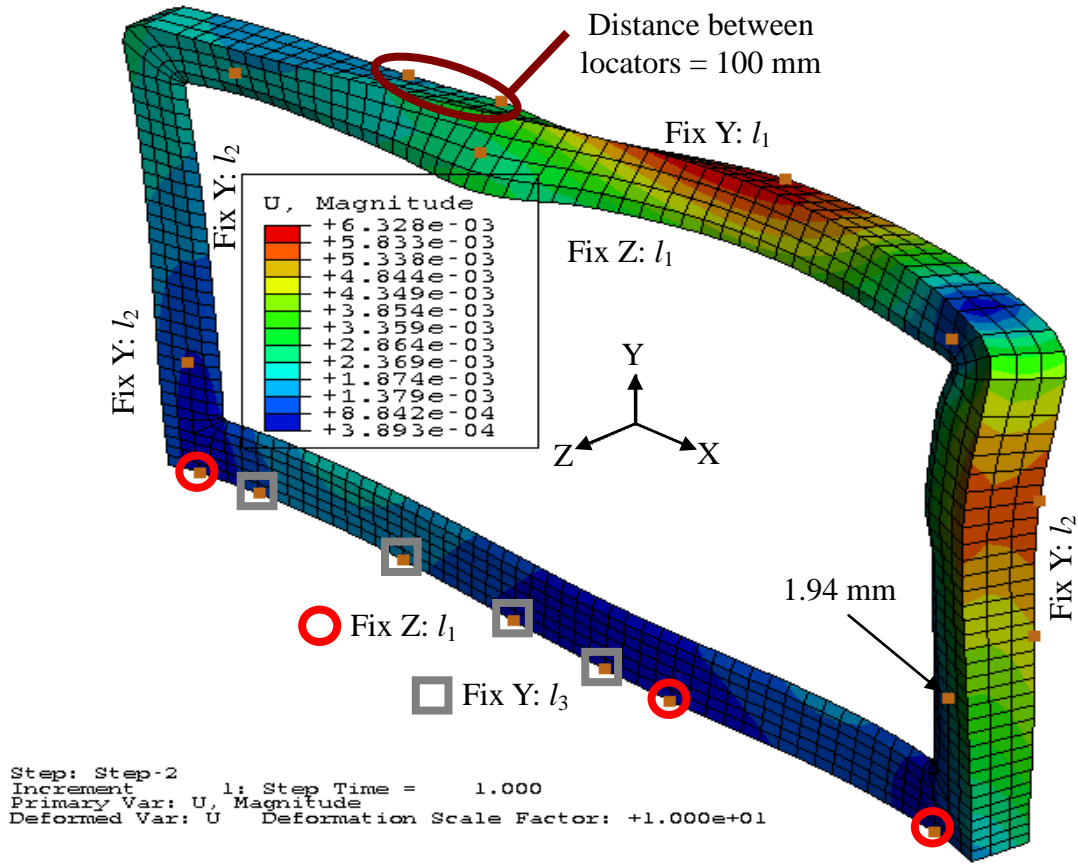 Distance between
locators = 100 mm
Fix Y: l1
Fix Y: l2
U, Magnitude
+6.328e-03
+5.833e-03
+5.338e-03
+4.844e-03
+4.349e-03
+3.854e-03
+3.359e-03
+2.864e-03
+2.369e-03
+1.874e-03
+1.379e-03
+8.842e-04
+3.893e-04
Fix Z: l1
Fix Y: l2
Y
Z
X
Fix Y: l2
1.94 mm
Fix Z: l1
Fix Y: l3
Step: Step-2
Increment 1: Step Time = 1.000
Primary Var: U, Magnitude
Deformed Var: U Deformation Scale Factor: +1.000e+01